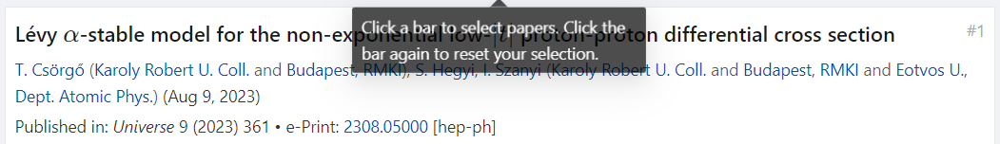 Click a bar to select papers. Click the
bar again to reset your selection.
Lévy α-stable model for the non-exponential low-|t| proton-proton differential cross section
#1
T. Csörgő (Karoly Robert U. Coll. and Budapest, RMKI), S. Hegyi, I. Szanyi (Karoly Robert U. Coll. and Budapest, RMKI and Eotvos U.,
Dept. Atomic Phys.) (Aug 9, 2023)
Published in: Universe 9 (2023) 361 • e-Print: 2308.05000 [hep-ph]